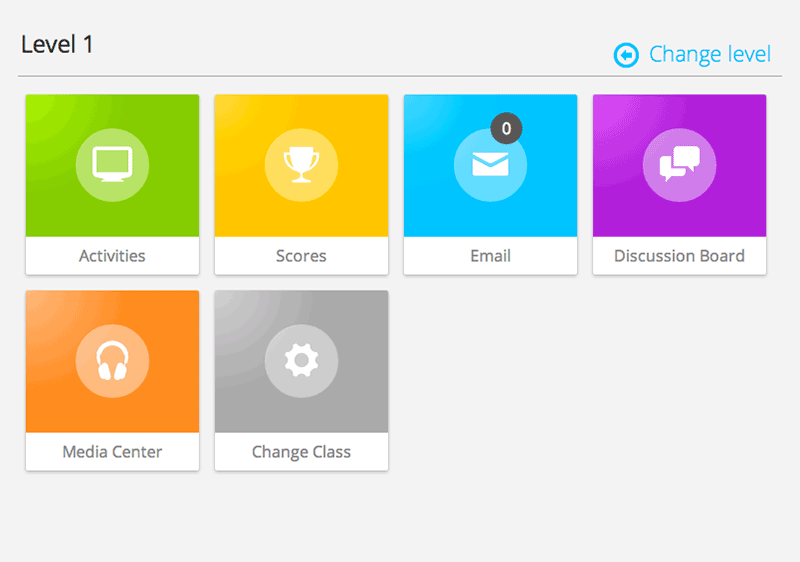 Level 1
Change level
0
Activities
Scores
Email
Discussion Board
Media Center
Change Class